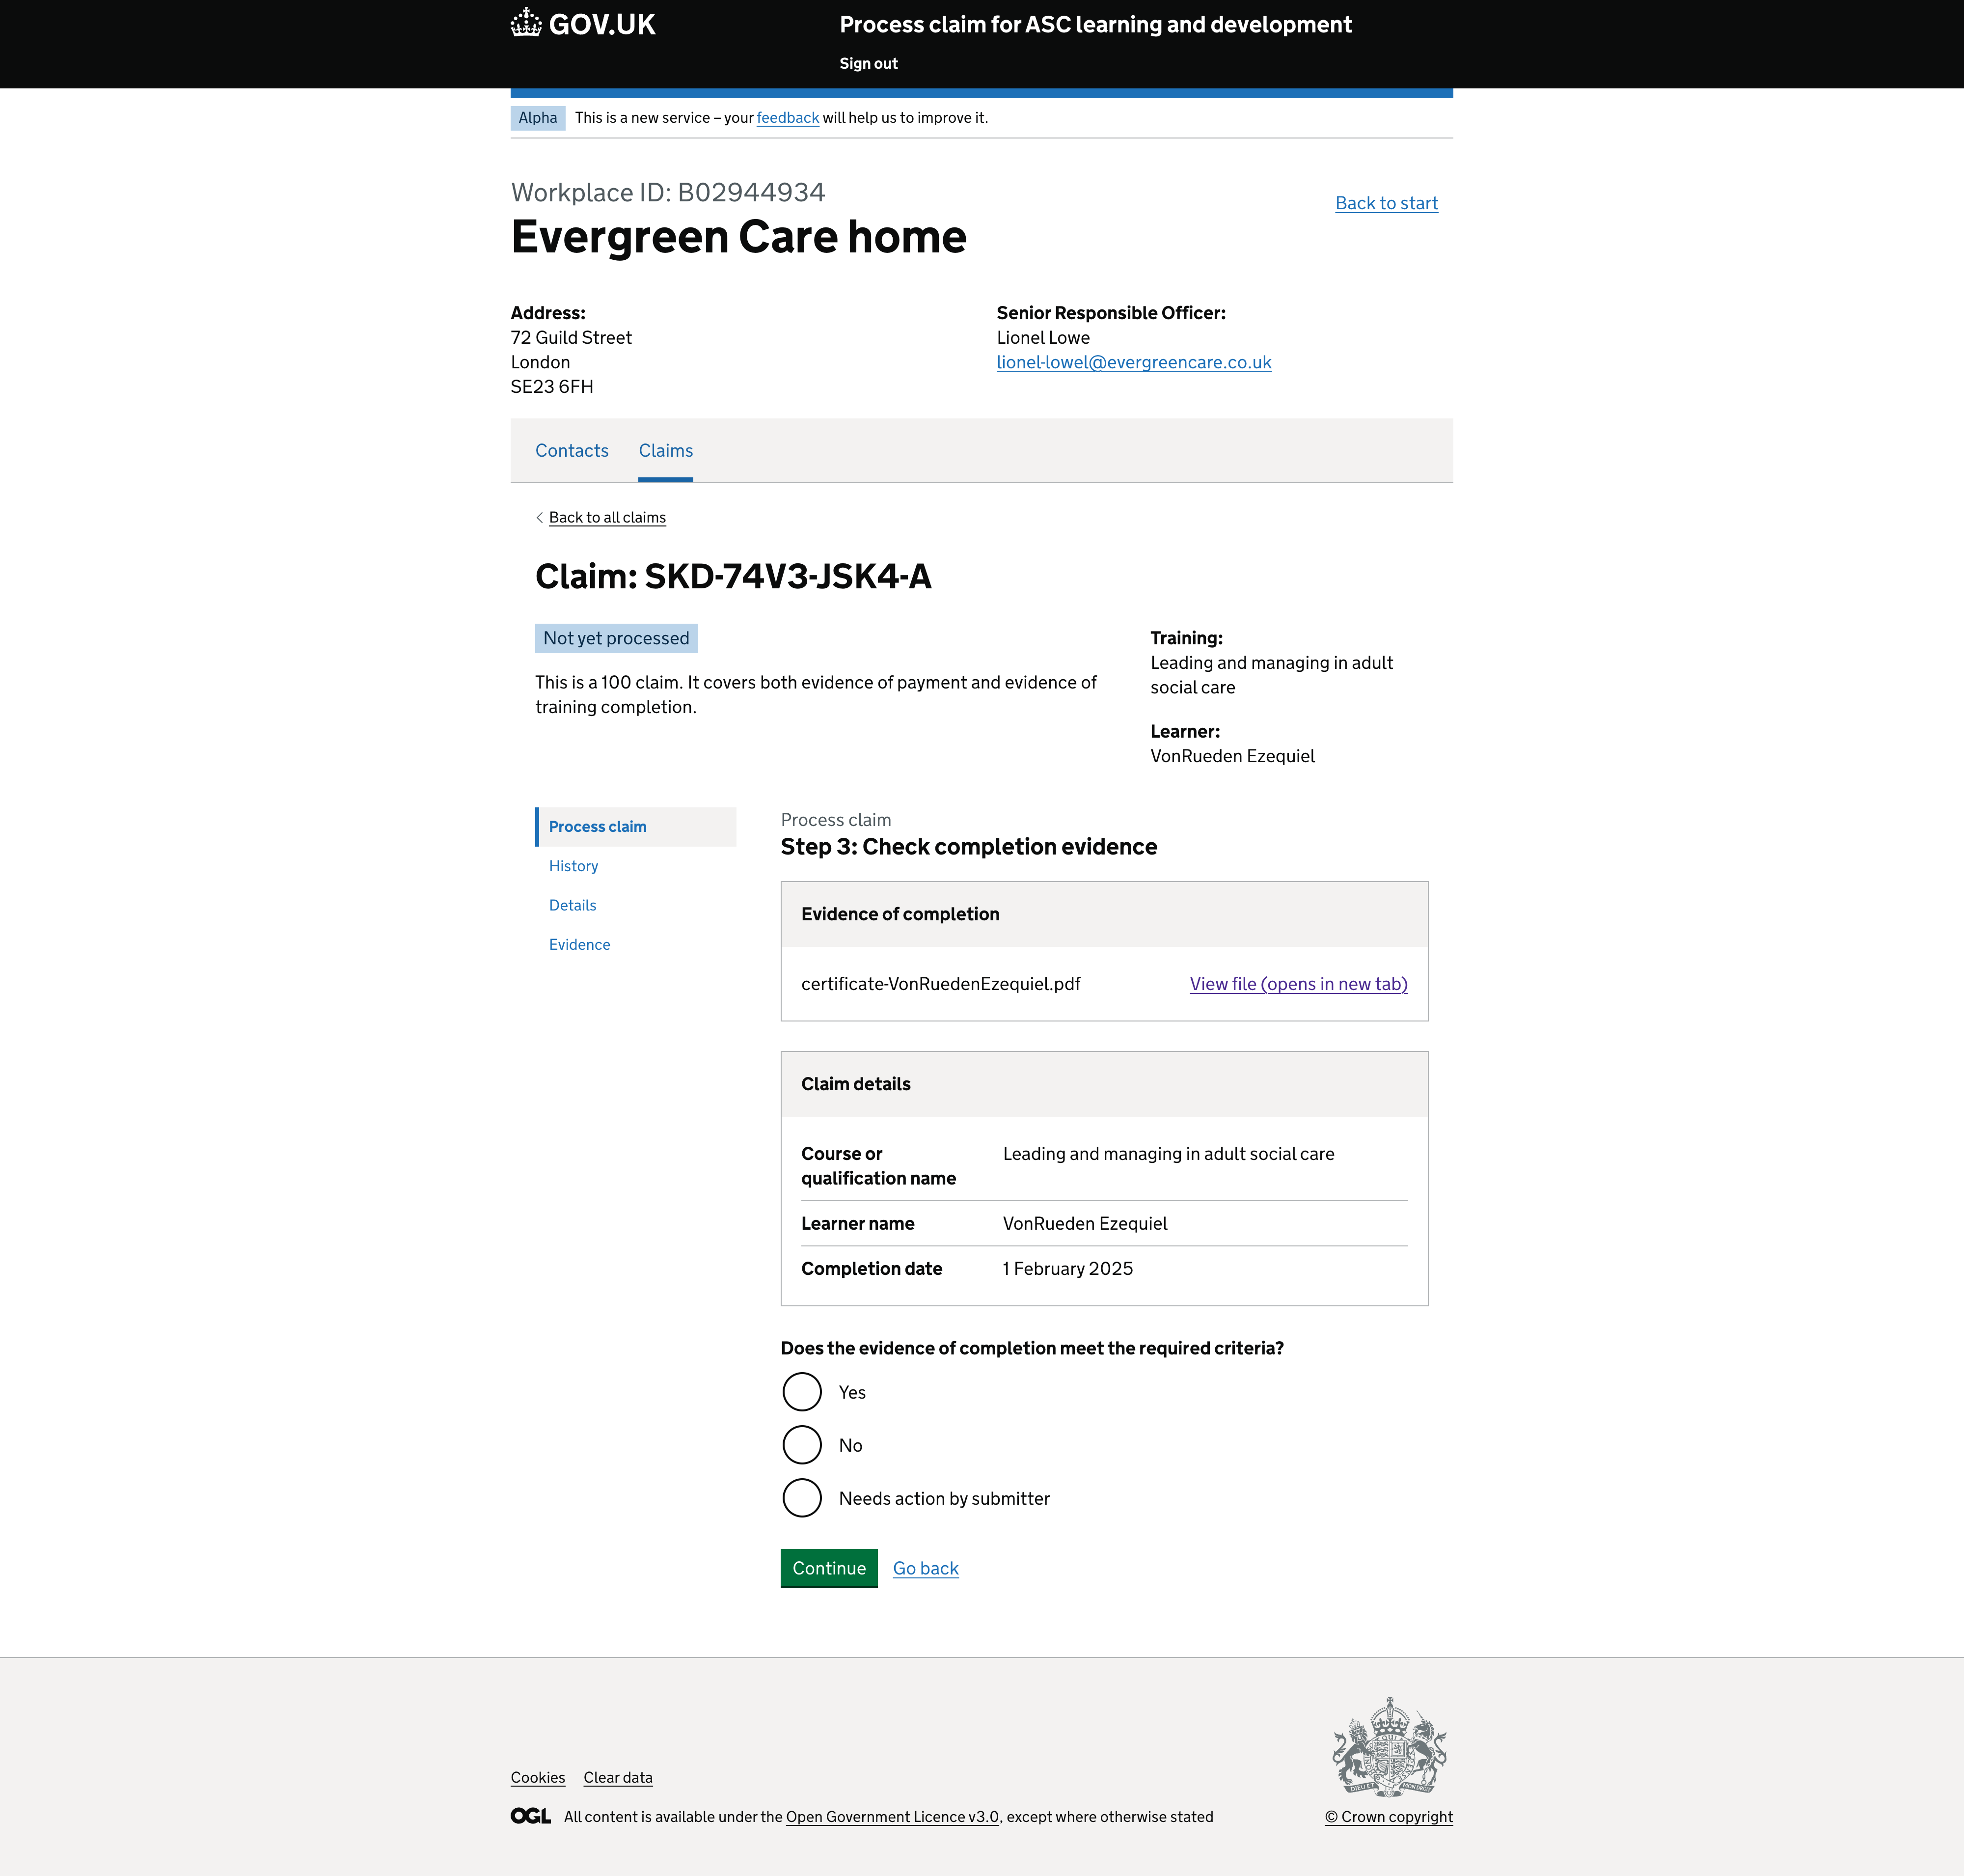 GOV.UK
Process claim for ASC learning and development
Sign out
Alpha
This is a new service – your feedback will help us to improve it.
Workplace ID: B02944934
Back to start
Evergreen Care home
Address:
72 Guild Street
London
SE23 6FH
Senior Responsible Officer:
Lionel Lowe
lionel-lowel@evergreencare.co.uk
Contacts
Claims
Back to all claims
Claim: SKD-74V3-JSK4-A
Not yet processed
This is a 100 claim. It covers both evidence of payment and evidence of
training completion.
Training:
Leading and managing in adult
social care
Learner:
VonRueden Ezequiel
Process claim
History
Details
Evidence
Process claim
Step 3: Check completion evidence
Evidence of completion
certificate-VonRuedenEzequiel.pdf
View file (opens in new tab)
Claim details
Course or
qualification name
Leading and managing in adult social care
Learner name
VonRueden Ezequiel
Completion date
1 February 2025
Does the evidence of completion meet the required criteria?
Yes
No
Needs action by submitter
Continue
Go back
Cookies
Clear data
OGL
All content is available under the Open Government Licence v3.0, except where otherwise stated
© Crown copyright